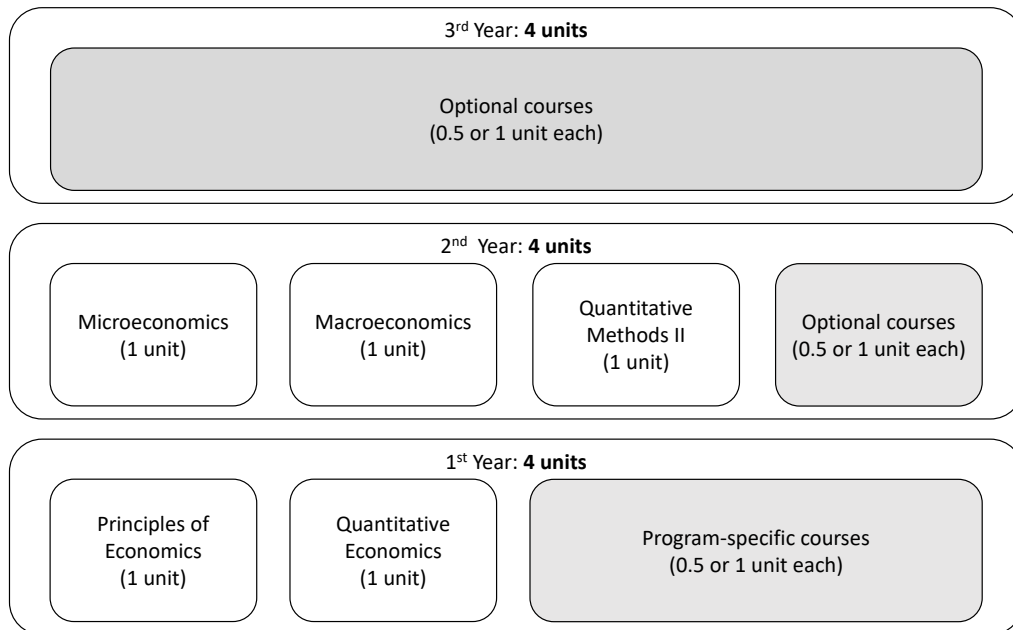 3rd Year: 4 units
Optional courses
(0.5 or 1 unit each)
2nd Year: 4 units
Microeconomics
(1 unit)
Macroeconomics
(1 unit)
Quantitative
Methods II
(1 unit)
Optional courses
(0.5 or 1 unit each)
1st Year: 4 units
Principles of
Economics
(1 unit)
Quantitative
Economics
(1 unit)
Program-specific courses
(0.5 or 1 unit each)